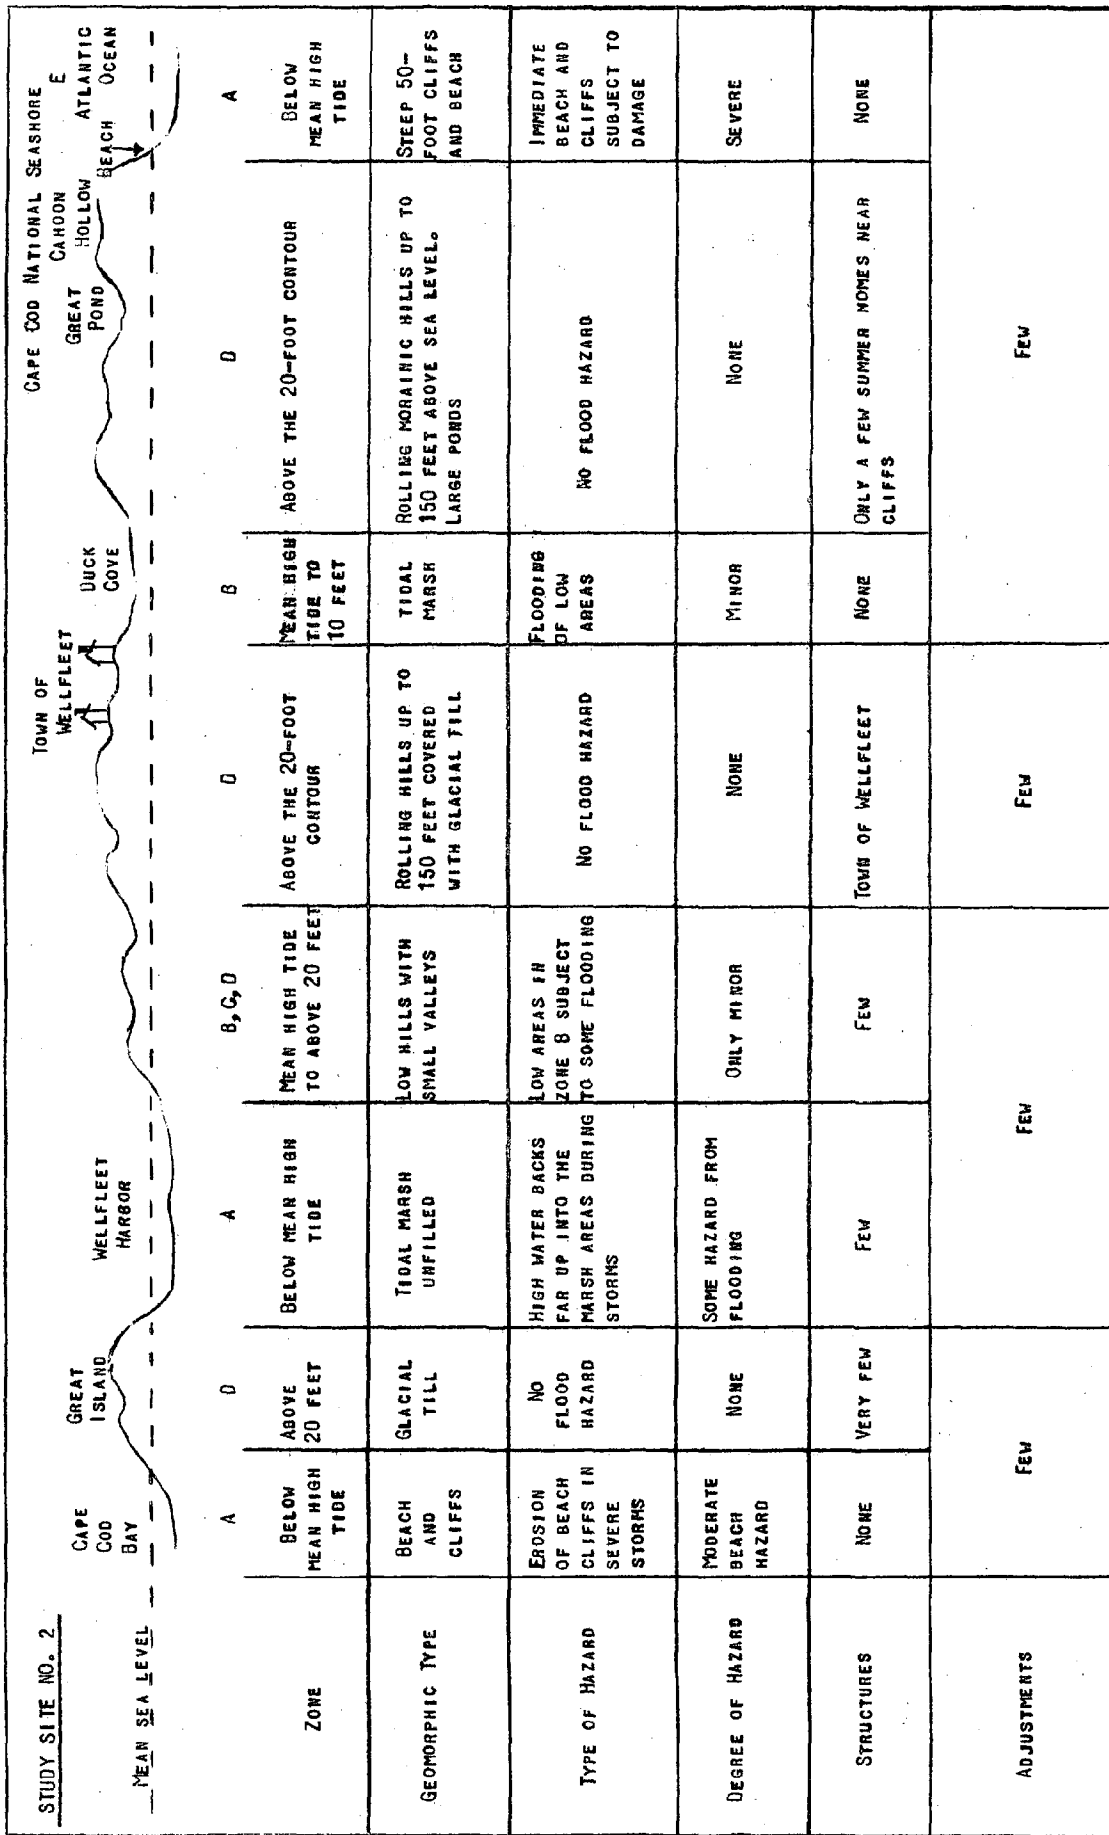 STUDY SITE NO. 2
CAPE COD NATIONAL SEASHORE
E
CAPE
COD
BAY
GREAT
ISLAND
WELLFLEET
HARBOR
TOWN OF
WELLFLEET
DUCK
COVE
GREAT
POND
CAHOON
HOLLOW
BEACH
ATLANTIC
OCEAN
MEAN SEA LEVEL
A
D
A
B,C,D
D
B
D
A
ZONE
BELOW
MEAN HIGH
TIDE
ABOVE
20 FEET
BELOW MEAN HIGH
TIDE
MEAN HIGH TIDE
TO ABOVE 20 FEET
ABOVE THE 20-FOOT
CONTOUR
MEAN HIGH
TIDE TO
10 FEET
ABOVE THE 20-FOOT CONTOUR
BELOW
MEAN HIGH
TIDE
GEOMORPHIC TYPE
BEACH
AND
CLIFFS
GLACIAL
TILL
TIDAL MARSH
UNFILLED
LOW HILLS WITH
SMALL VALLEYS
ROLLING HILLS UP TO
150 FEET COVERED
WITH GLACIAL FILL
TIDAL
MARSH
ROLLING MORAINIC HILLS UP TO
150 FEET ABOVE SEA LEVEL.
LARGE PONDS
STEEP 50-
FOOT CLIFFS
AND BEACH
TYPE OF HAZARD
EROSION
OF BEACH
CLIFFS IN
SEVERE
STORMS
NO
FLOOD
HAZARD
HIGH WATER BACKS
FAR UP INTO THE
MARSH AREAS DURING
STORMS
LOW AREAS IN
ZONE B SUBJECT
TO SOME FLOODING
NO FLOOD HAZARD
FLOODING
OF LOW
AREAS
NO FLOOD HAZARD
IMMEDIATE
BEACH AND
CLIFFS
SUBJECT TO
DAMAGE
DEGREE OF HAZARD
MODERATE
BEACH
HAZARD
NONE
SOME HAZARD FROM
FLOODING
ONLY MINOR
NONE
MINOR
NONE
SEVERE
STRUCTURES
NONE
VERY FEW
FEW
FEW
TOWN OF WELLFLEET
NONE
ONLY A FEW SUMMER HOMES NEAR
CLIFFS
NONE
ADJUSTMENTS
FEW
FEW
FEW
FEW